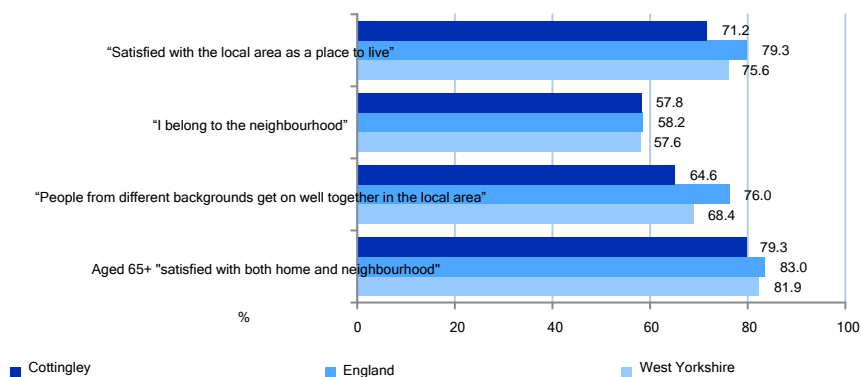 71.2
“Satisfied with the local area as a place to live”
79.3
75.6
57.8
“I belong to the neighbourhood”
58.2
57.6
64.6
“People from different backgrounds get on well together in the local area”
76.0
68.4
79.3
Aged 65+ "satisfied with both home and neighbourhood"
83.0
81.9
%
0 20 40 60 80 100
Cottingley England West Yorkshire